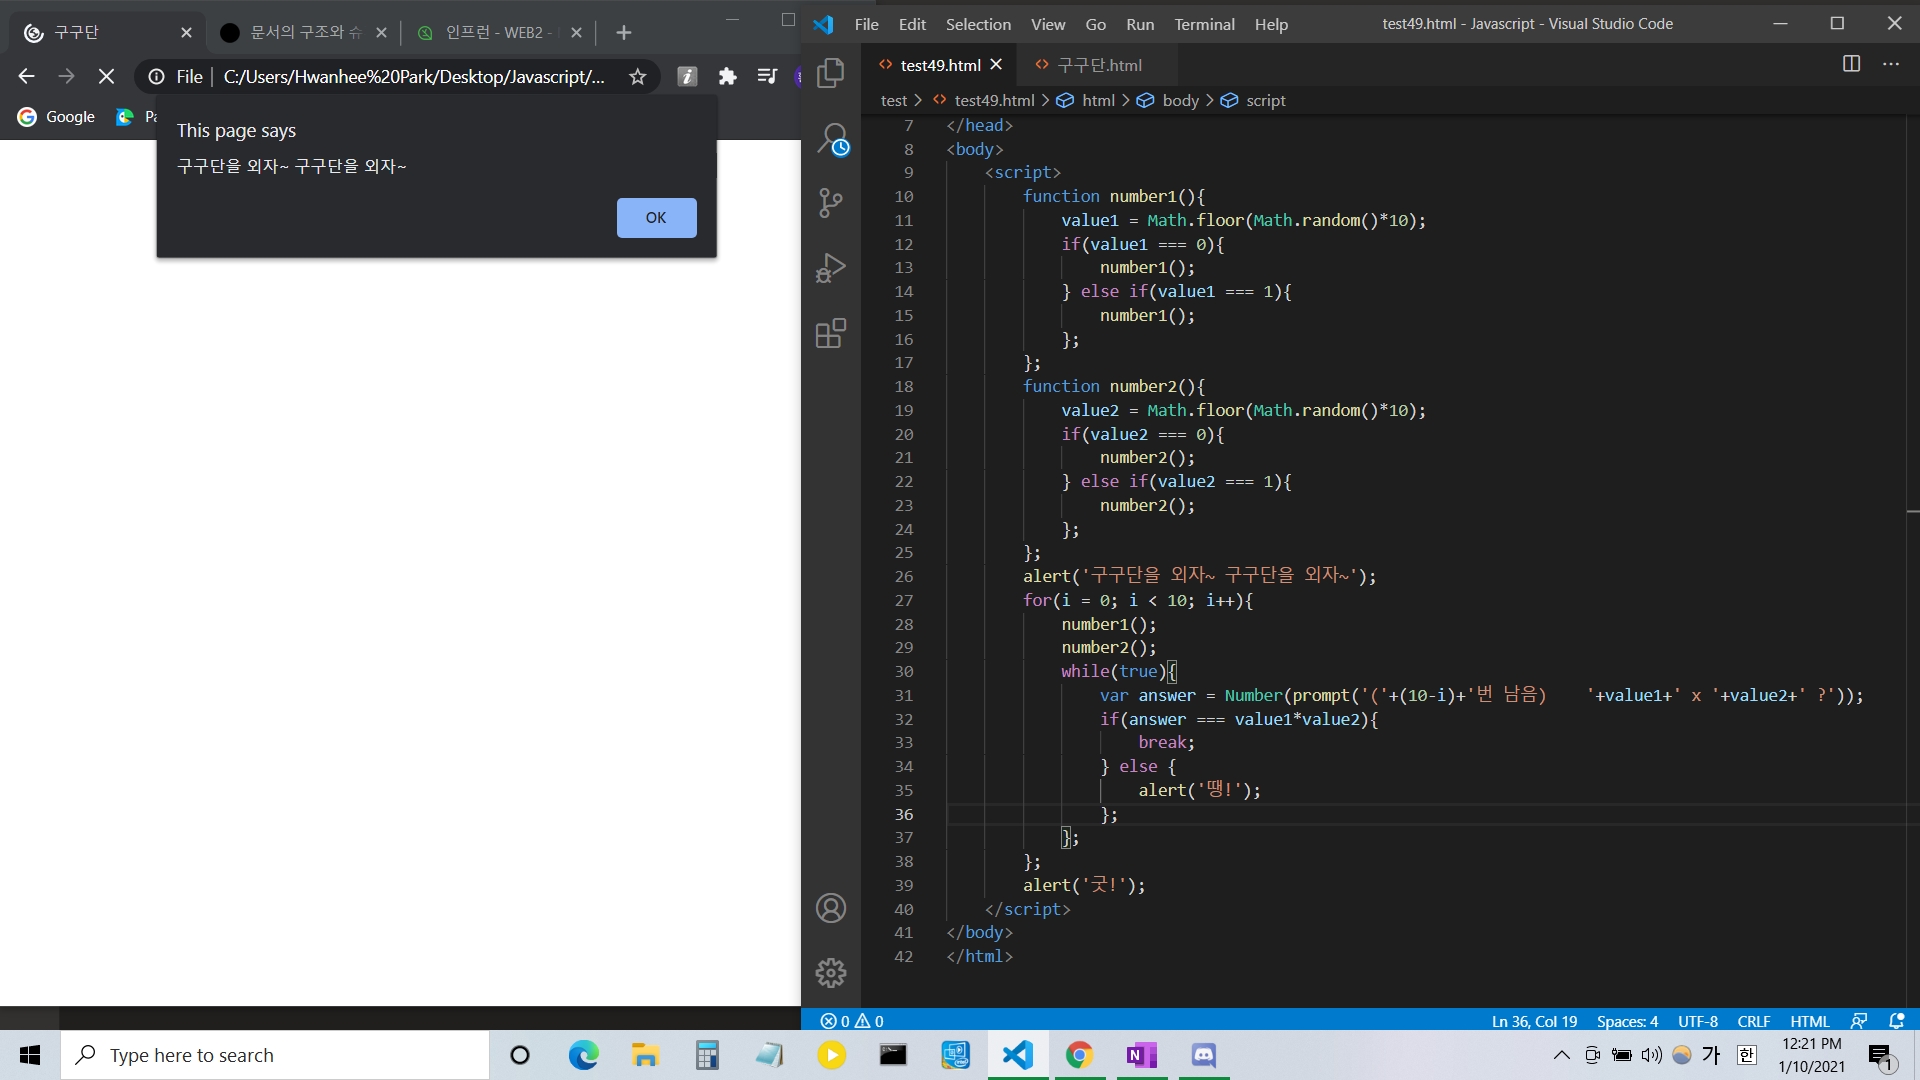 구구단
문서의 구조와 슈
인프런 - WEB2 -
File
C:/Users/Hwanhee%20Park/Desktop/Javascript/...
Google
This page says
구구단을 외자~ 구구단을 외자~
OK
File Edit Selection View Go Run Terminal Help
test49.html - Javascript - Visual Studio Code
test49.html
구구단.html
test > test49.html > html > body > script
7 </head>
8 <body>
9 <script>
10 function number1(){
11 value1 = Math.floor(Math.random()*10);
12 if(value1 === 0){
13 number1();
14 } else if(value1 === 1){
15 number1();
16 };
17 };
18 function number2(){
19 value2 = Math.floor(Math.random()*10);
20 if(value2 === 0){
21 number2();
22 } else if(value2 === 1){
23 number2();
24 };
25 };
26 alert('구구단을 외자~ 구구단을 외자~');
27 for(i = 0; i < 10; i++){
28 number1();
29 number2();
30 while(true){
31 var answer = Number(prompt('('+(10-i)+'번 남음)    '+value1+' x '+value2+' ?'));
32 if(answer === value1*value2){
33 break;
34 } else {
35 alert('땡!');
36 };
37 };
38 };
39 alert('굿!');
40 </script>
41 </body>
42 </html>
0 0
Ln 36, Col 19 Spaces: 4 UTF-8 CRLF HTML
Type here to search
가 한
12:21 PM
1/10/2021
1